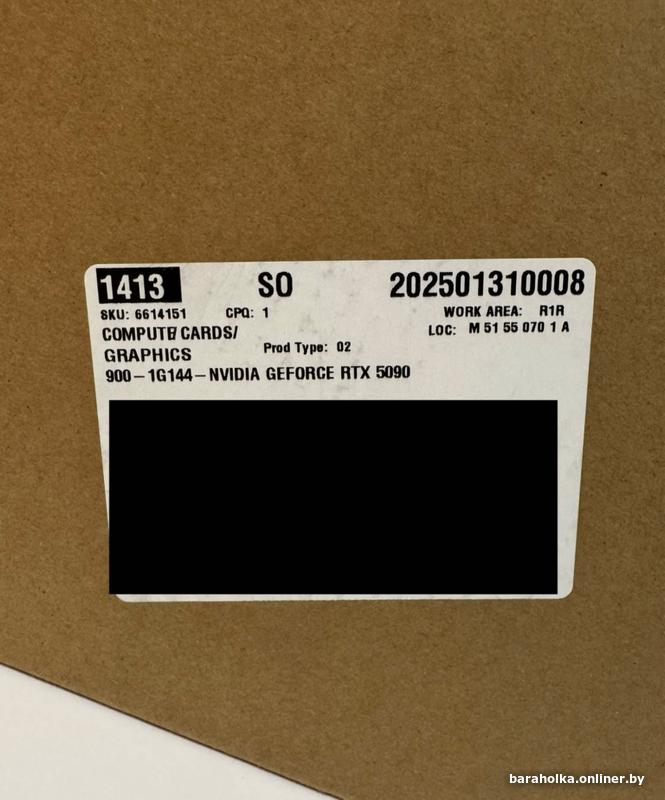 1413 SO 202501310008
SKU: 6614151 CPQ: 1 WORK AREA: R1R
COMPUTE CARDS/ LOC: M 51 55 070 1 A
GRAPHICS Prod Type: 02
900-1G144-NVIDIA GEFORCE RTX 5090
baraholka.onliner.by